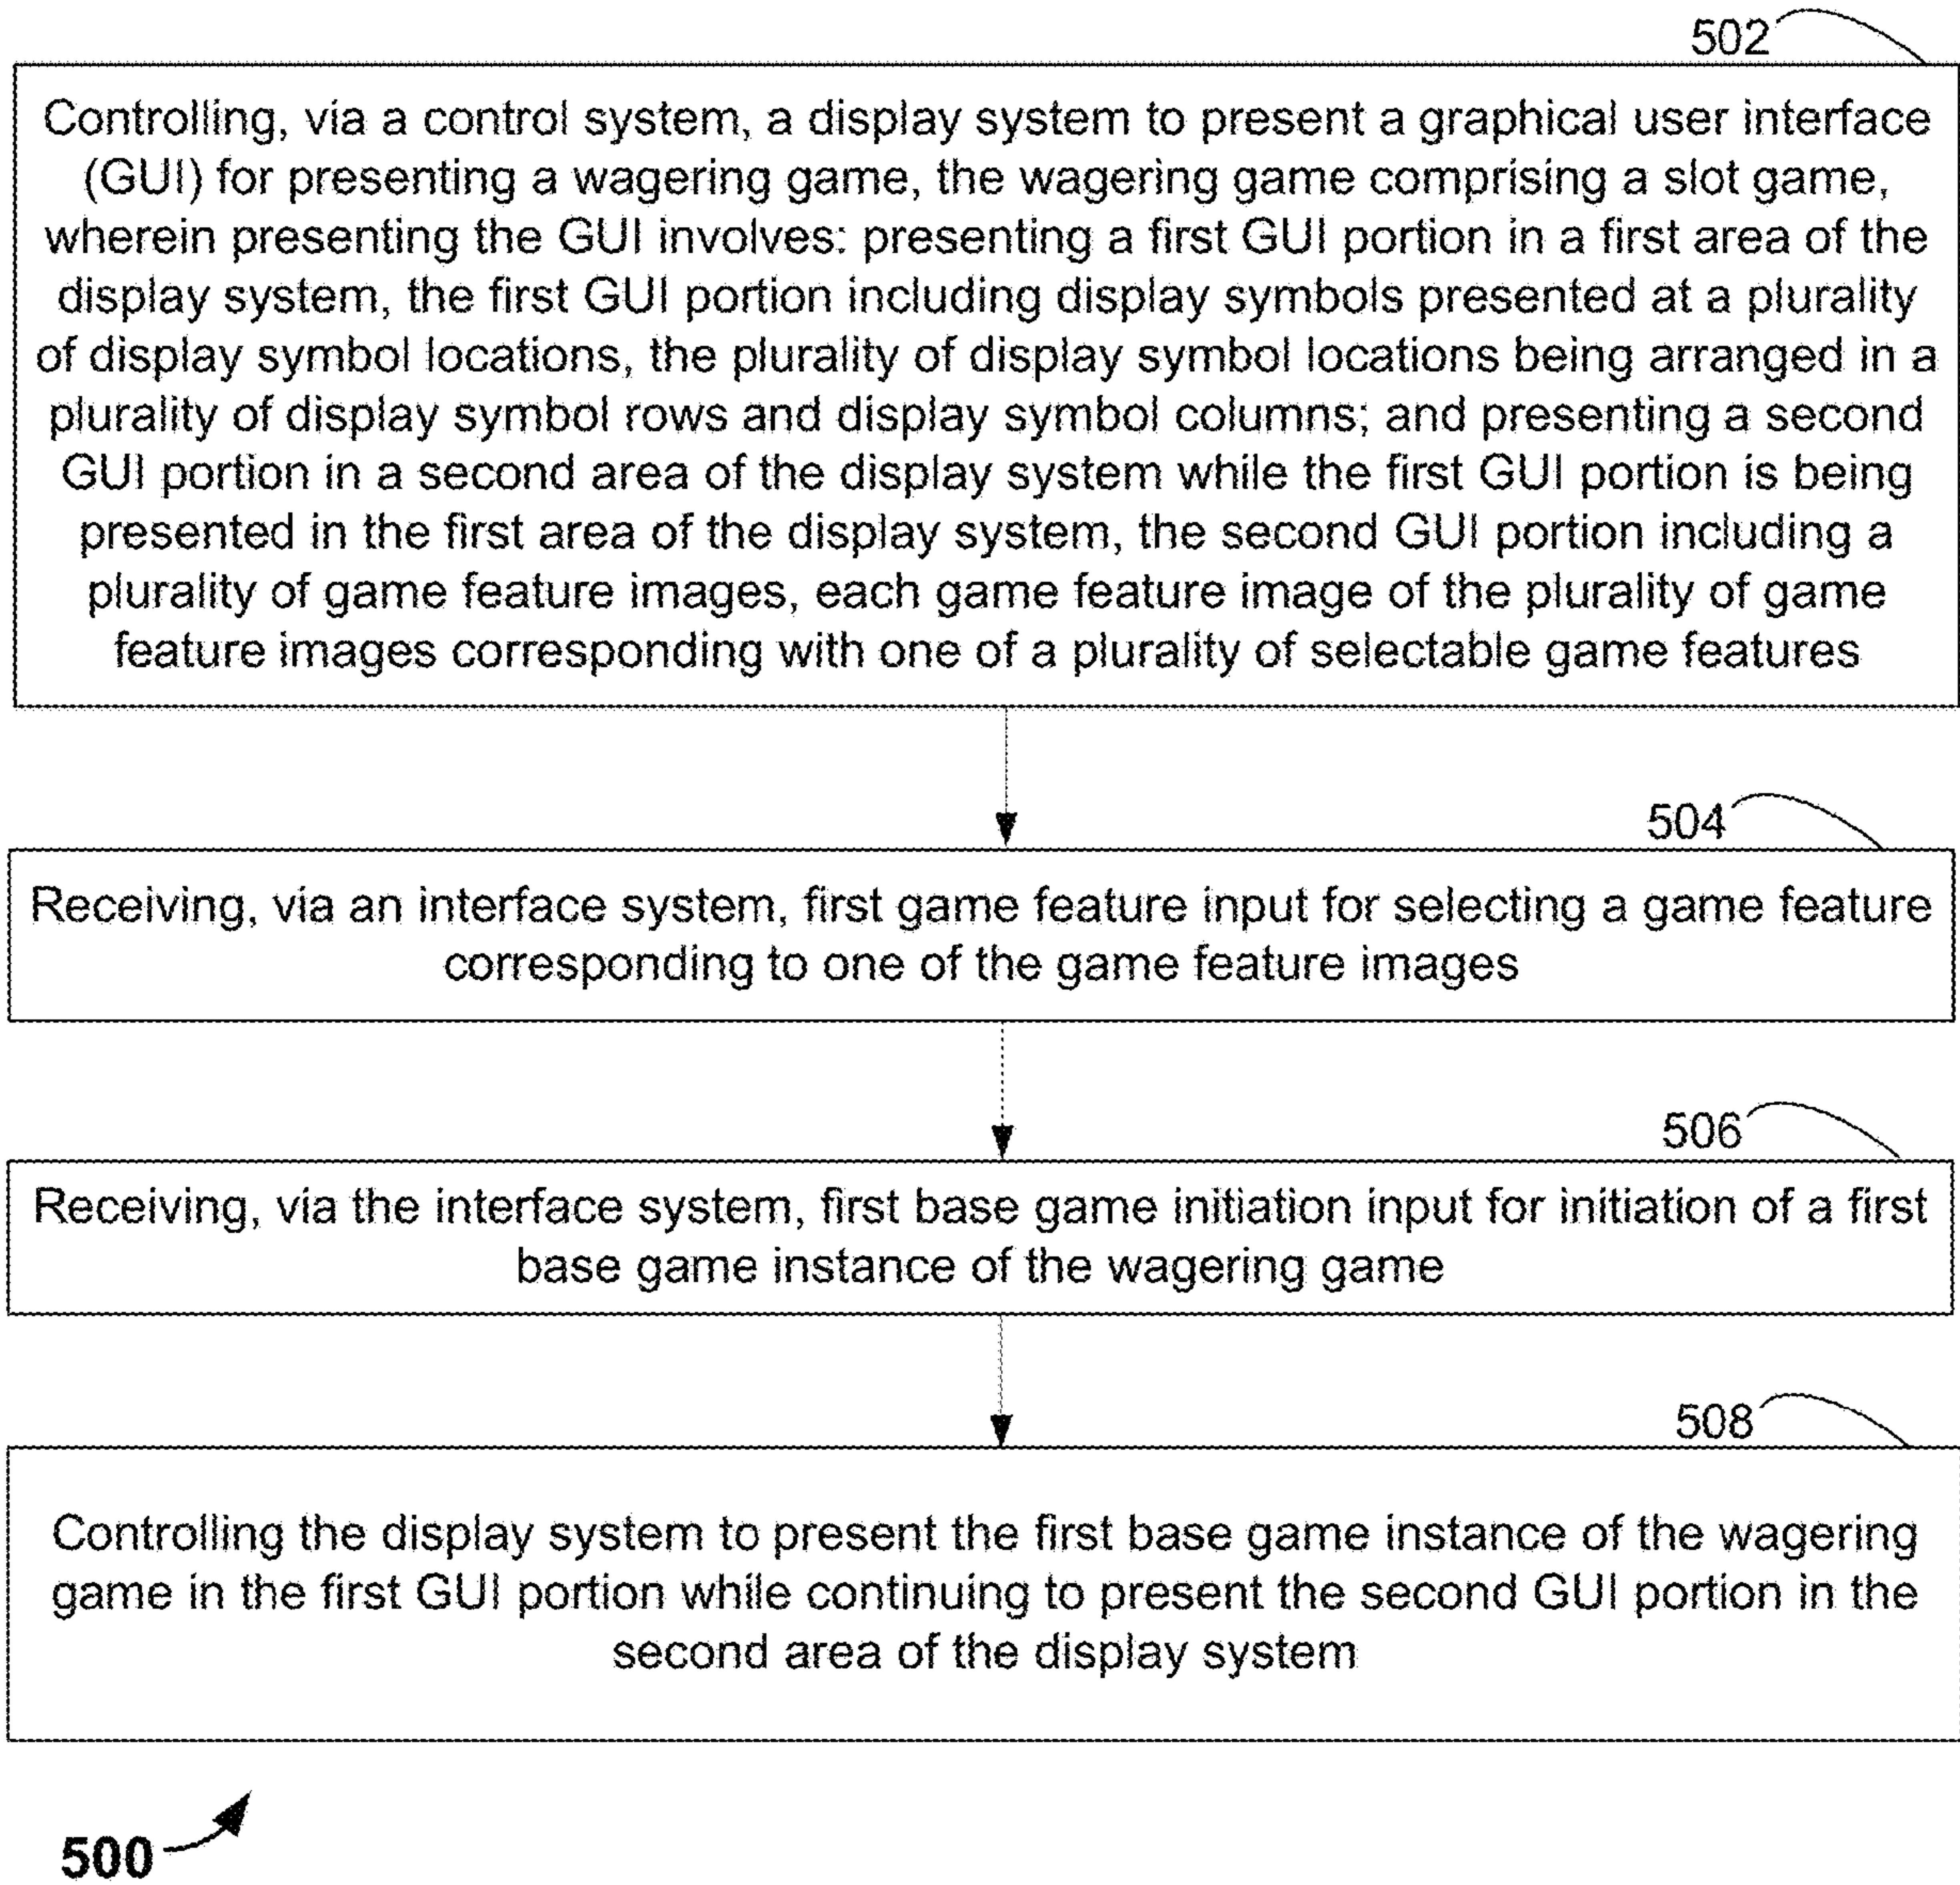 502
Controlling, via a control system, a display system to present a graphical user interface
(GUI) for presenting a wagering game, the wagering game comprising a slot game,
wherein presenting the GUI involves: presenting a first GUI portion in a first area of the
display system, the first GUI portion including display symbols presented at a plurality
of display symbol locations, the plurality of display symbol locations being arranged in a
plurality of display symbol rows and display symbol columns; and presenting a second
GUI portion in a second area of the display system while the first GUI portion is being
presented in the first area of the display system, the second GUI portion including a
plurality of game feature images, each game feature image of the plurality of game
feature images corresponding with one of a plurality of selectable game features
504
Receiving, via an interface system, first game feature input for selecting a game feature
corresponding to one of the game feature images
506
Receiving, via the interface system, first base game initiation input for initiation of a first
base game instance of the wagering game
508
Controlling the display system to present the first base game instance of the wagering
game in the first GUI portion while continuing to present the second GUI portion in the
second area of the display system
500